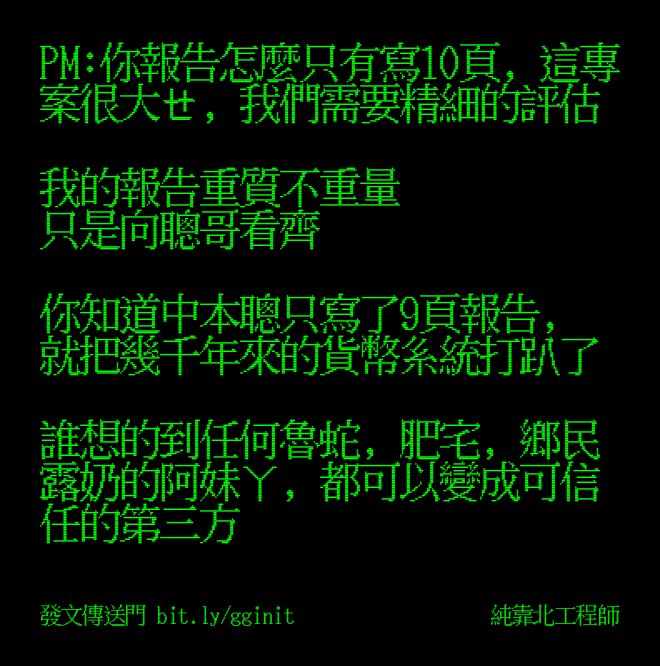 PM:你報告怎麼只有寫10頁, 這專
案很大ㄝ, 我們需要精細的評估
我的報告重質不重量
只是向聰哥看齊
你知道中本聰只寫了9頁報告,
就把幾千年來的貨幣系統打趴了
誰想的到任何魯蛇, 肥宅, 鄉民
露奶的阿妹ㄚ, 都可以變成可信
任的第三方
發文傳送門 bit.ly/gginit
純靠北工程師